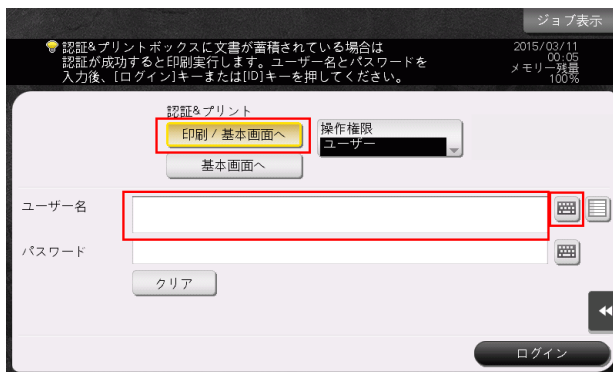 ジョブ表示
認証&プリントボックスに文書が蓄積されている場合は
認証が成功すると印刷実行します。ユーザー名とパスワードを
入力後、[ログイン]キーまたは[ID]キーを押してください。
2015/03/11
00:05
メモリー残量
100%
認証&プリント
印刷/基本画面へ
操作権限
ユーザー
基本画面へ
ユーザー名
パスワード
クリア
ログイン